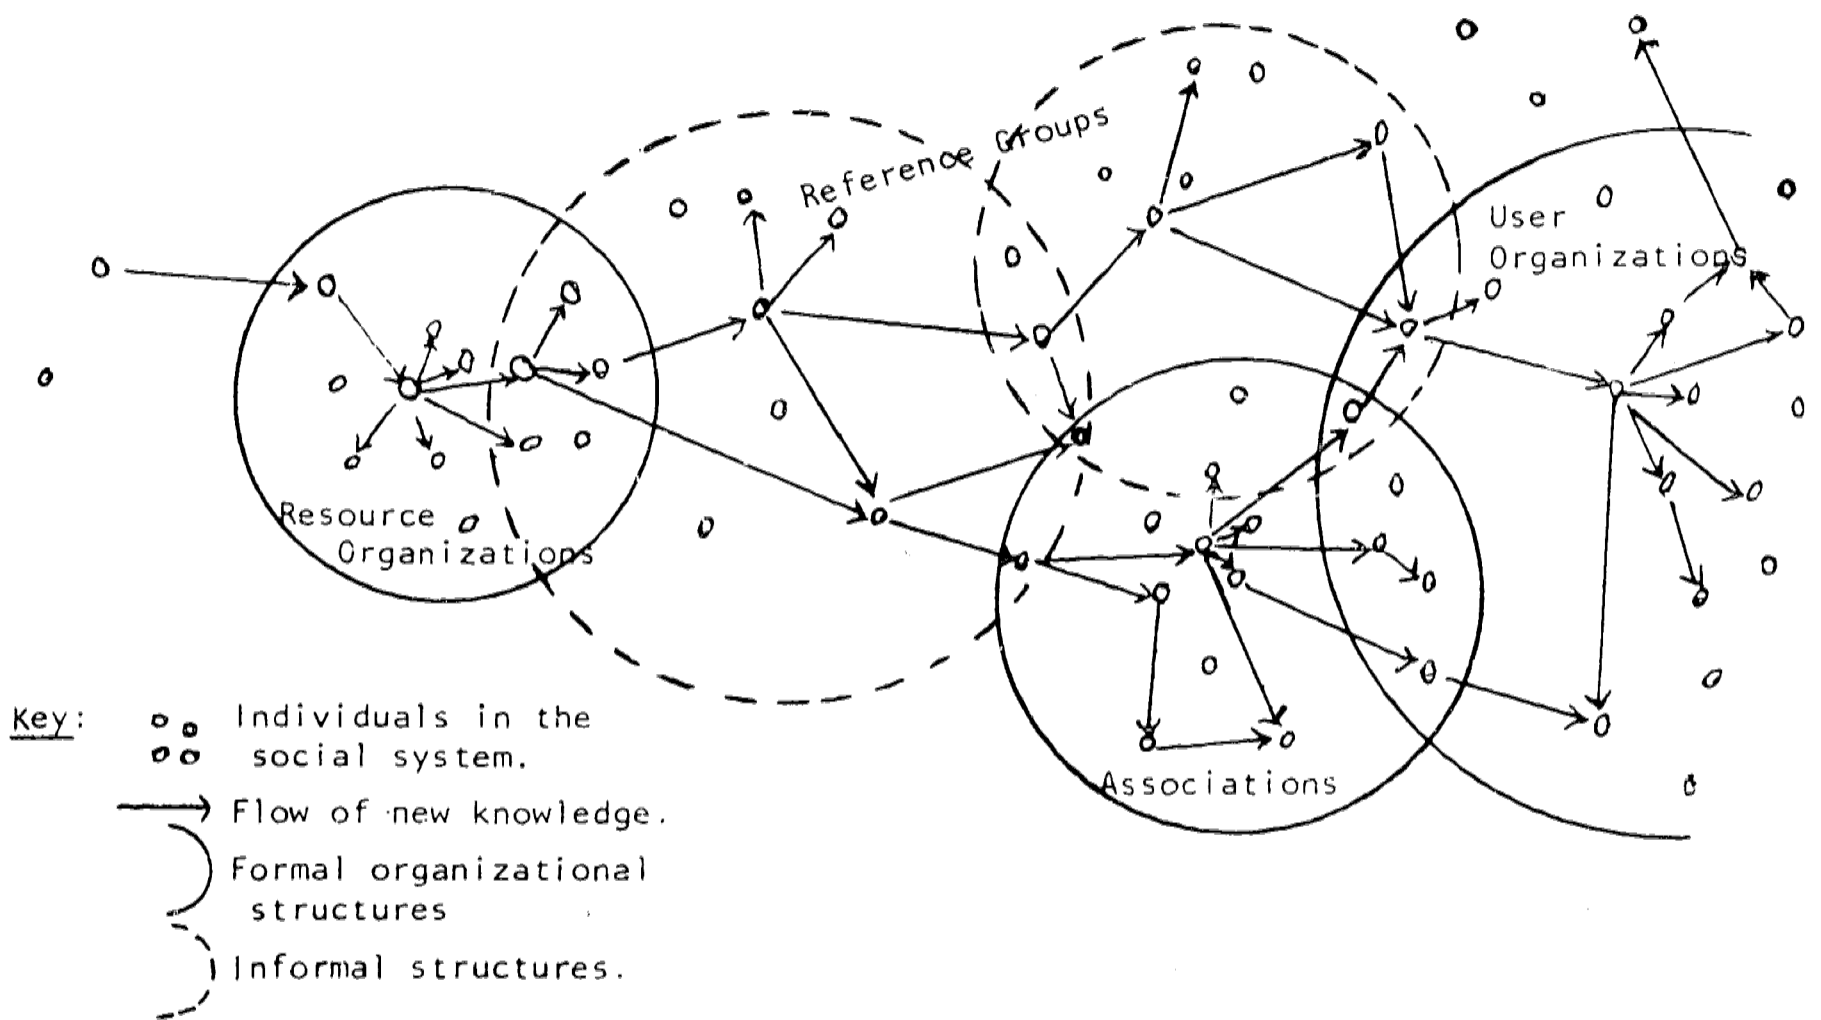 Reference Groups
User
Organizations
Resource
Organizations
Associations
Key:
Individuals in the
social system.
Flow of new knowledge.
Formal organizational
structures
Informal structures.